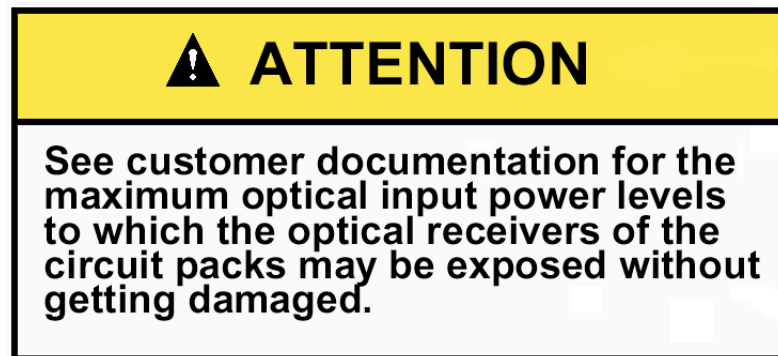 ATTENTION
See customer documentation for the
maximum optical input power levels
to which the optical receivers of the
circuit packs may be exposed without
getting damaged.